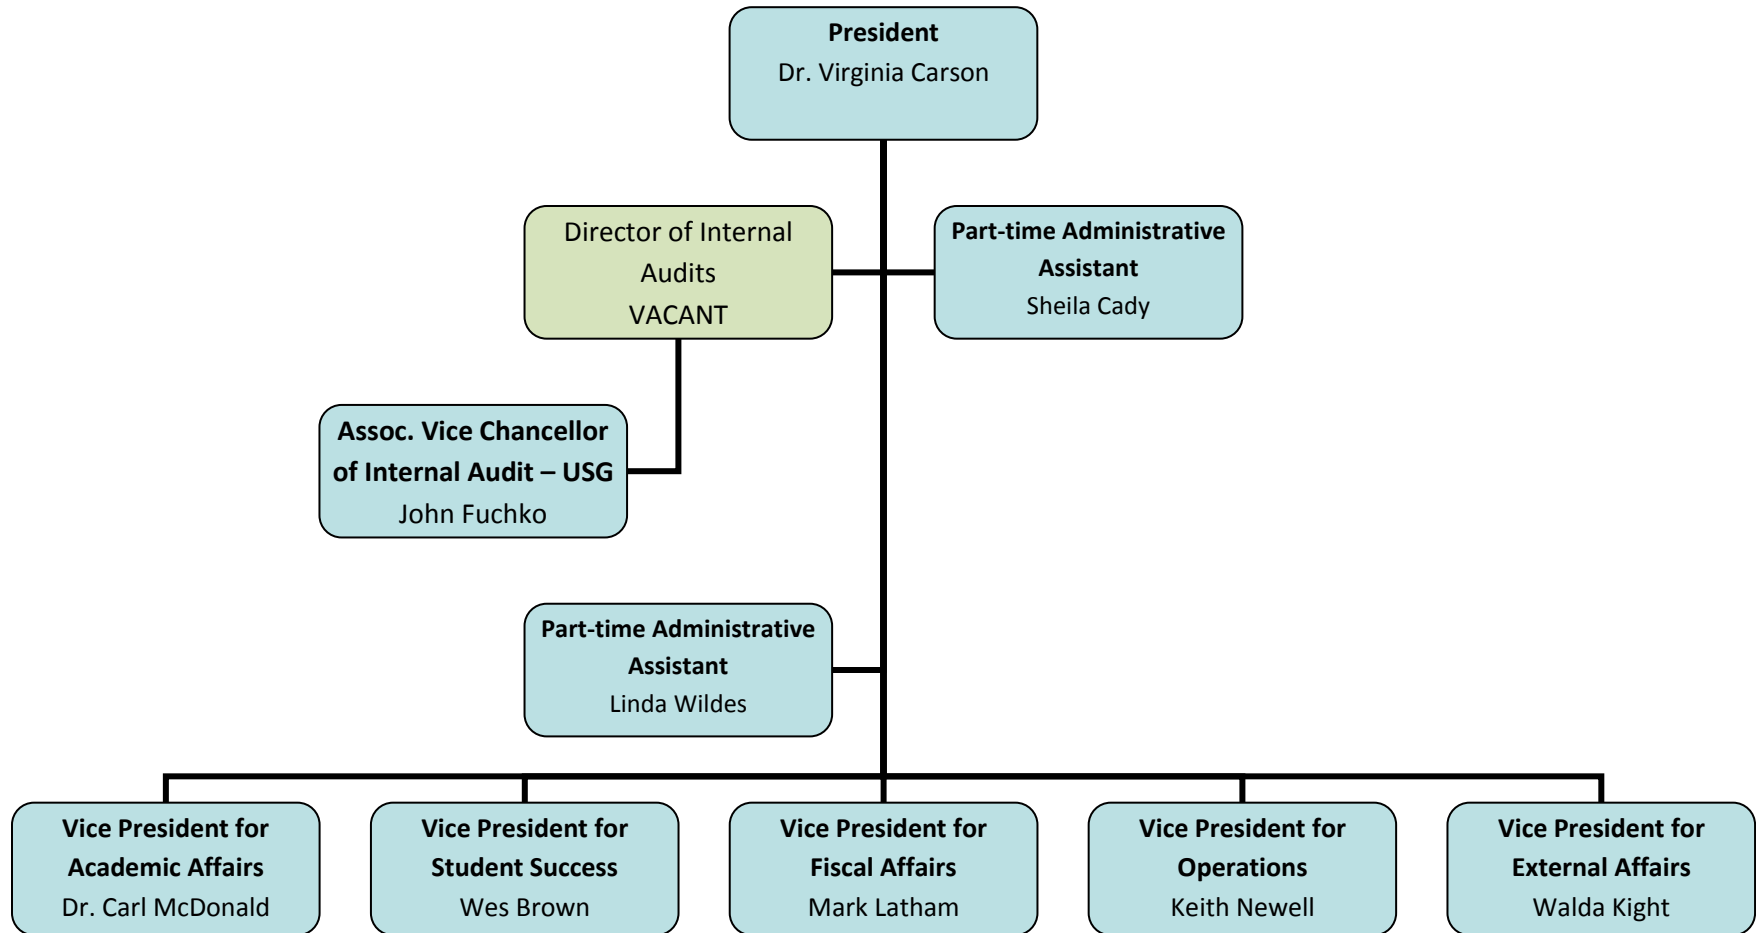 President
Dr. Virginia Carson
Director of Internal
Audits
VACANT
Part-time Administrative
Assistant
Sheila Cady
Assoc. Vice Chancellor
of Internal Audit – USG
John Fuchko
Part-time Administrative
Assistant
Linda Wildes
Vice President for
Academic Affairs
Dr. Carl McDonald
Vice President for
Student Success
Wes Brown
Vice President for
Fiscal Affairs
Mark Latham
Vice President for
Operations
Keith Newell
Vice President for
External Affairs
Walda Kight